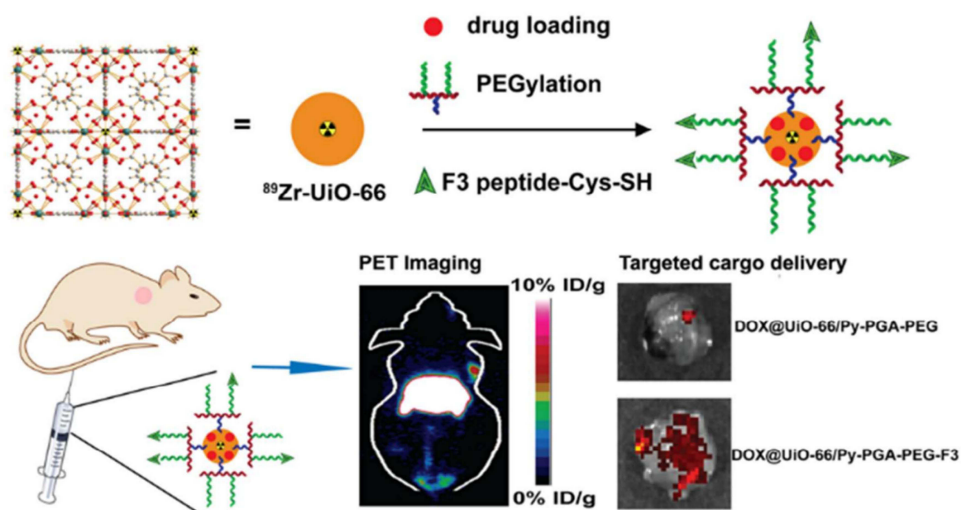 drug loading
=
PEGylation
⁸⁹Zr-UiO-66
F3 peptide-Cys-SH
PET Imaging
10% ID/g
0% ID/g
Targeted cargo delivery
DOX@UiO-66/Py-PGA-PEG
DOX@UiO-66/Py-PGA-PEG-F3